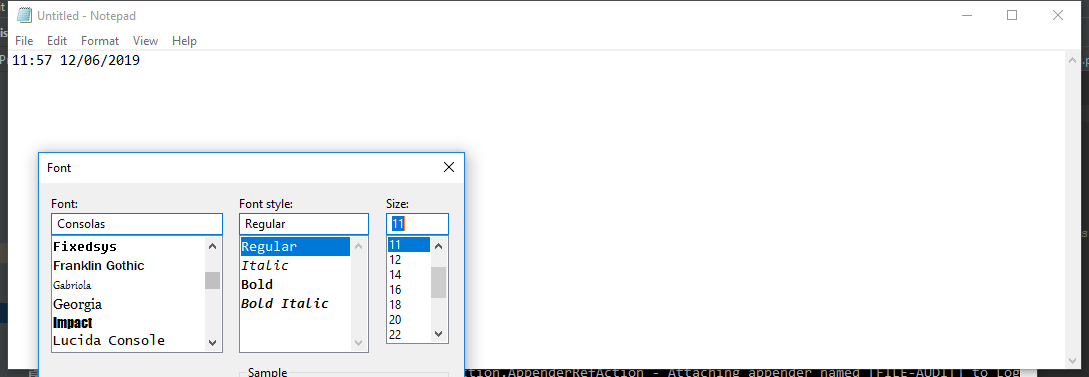 Untitled - Notepad
File Edit Format View Help
11:57 12/06/2019
Font
Font: Font style: Size:
Consolas Regular 11
Fixedsys Regular 11
Franklin Gothic Italic 12
Gabriola Bold 14
Georgia Bold Italic 16
Impact 18
Lucida Console 20
22
Sample
tion.AppenderRefAction - Attaching appender named [FILE-AUDIT] to Log